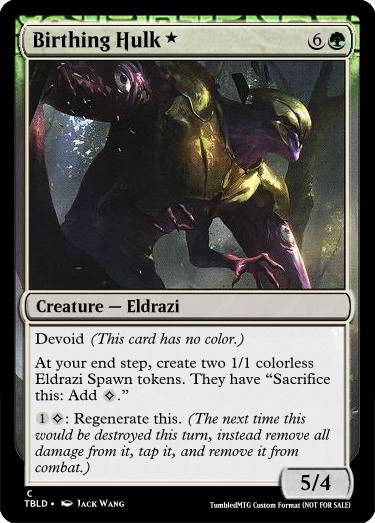 Birthing Hulk ★ 6
Creature — Eldrazi
Devoid (This card has no color.)
At your end step, create two 1/1 colorless
Eldrazi Spawn tokens. They have “Sacrifice
this: Add ◇.”
1◇: Regenerate this. (The next time this
would be destroyed this turn, instead remove all
damage from it, tap it, and remove it from
combat.)
5/4
C
TBLD • Jack Wang
TumbledMTG Custom Format (NOT FOR SALE)